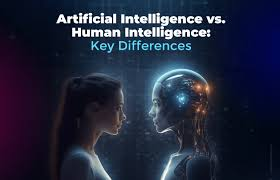 Artificial Intelligence vs.
Human Intelligence:
Key Differences